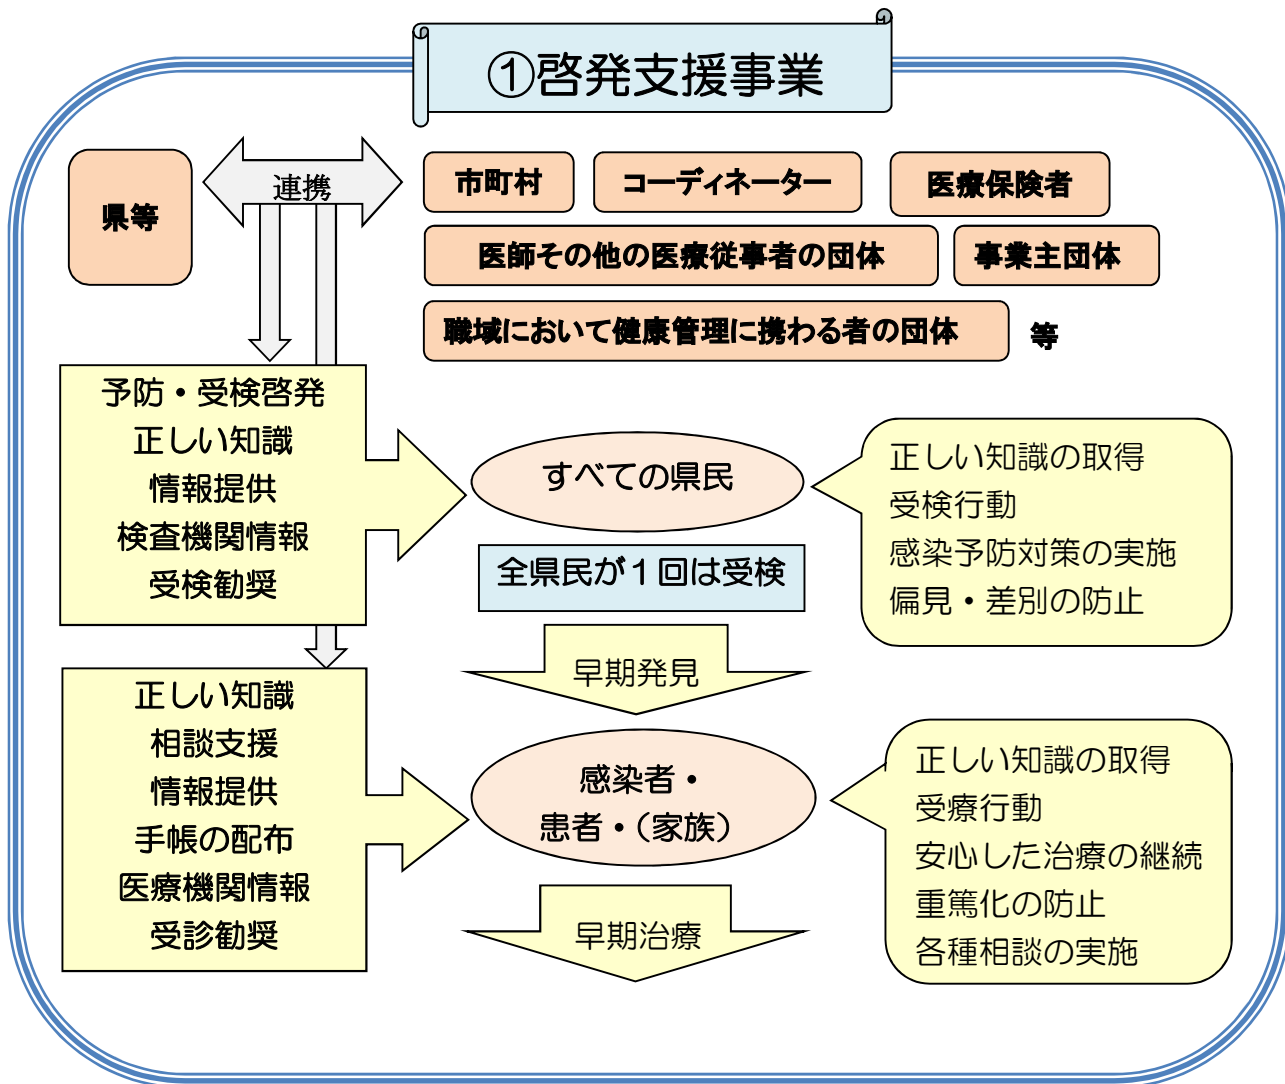 ①啓発支援事業
県等
連携
市町村
コーディネーター
医療保険者
医師その他の医療従事者の団体
事業主団体
職域において健康管理に携わる者の団体
等
予防・受検啓発
正しい知識
情報提供
検査機関情報
受検勧奨
すべての県民
正しい知識の取得
受検行動
感染予防対策の実施
偏見・差別の防止
全県民が１回は受検
早期発見
正しい知識
相談支援
情報提供
手帳の配布
医療機関情報
受診勧奨
感染者・
患者・（家族）
正しい知識の取得
受療行動
安心した治療の継続
重篤化の防止
各種相談の実施
早期治療